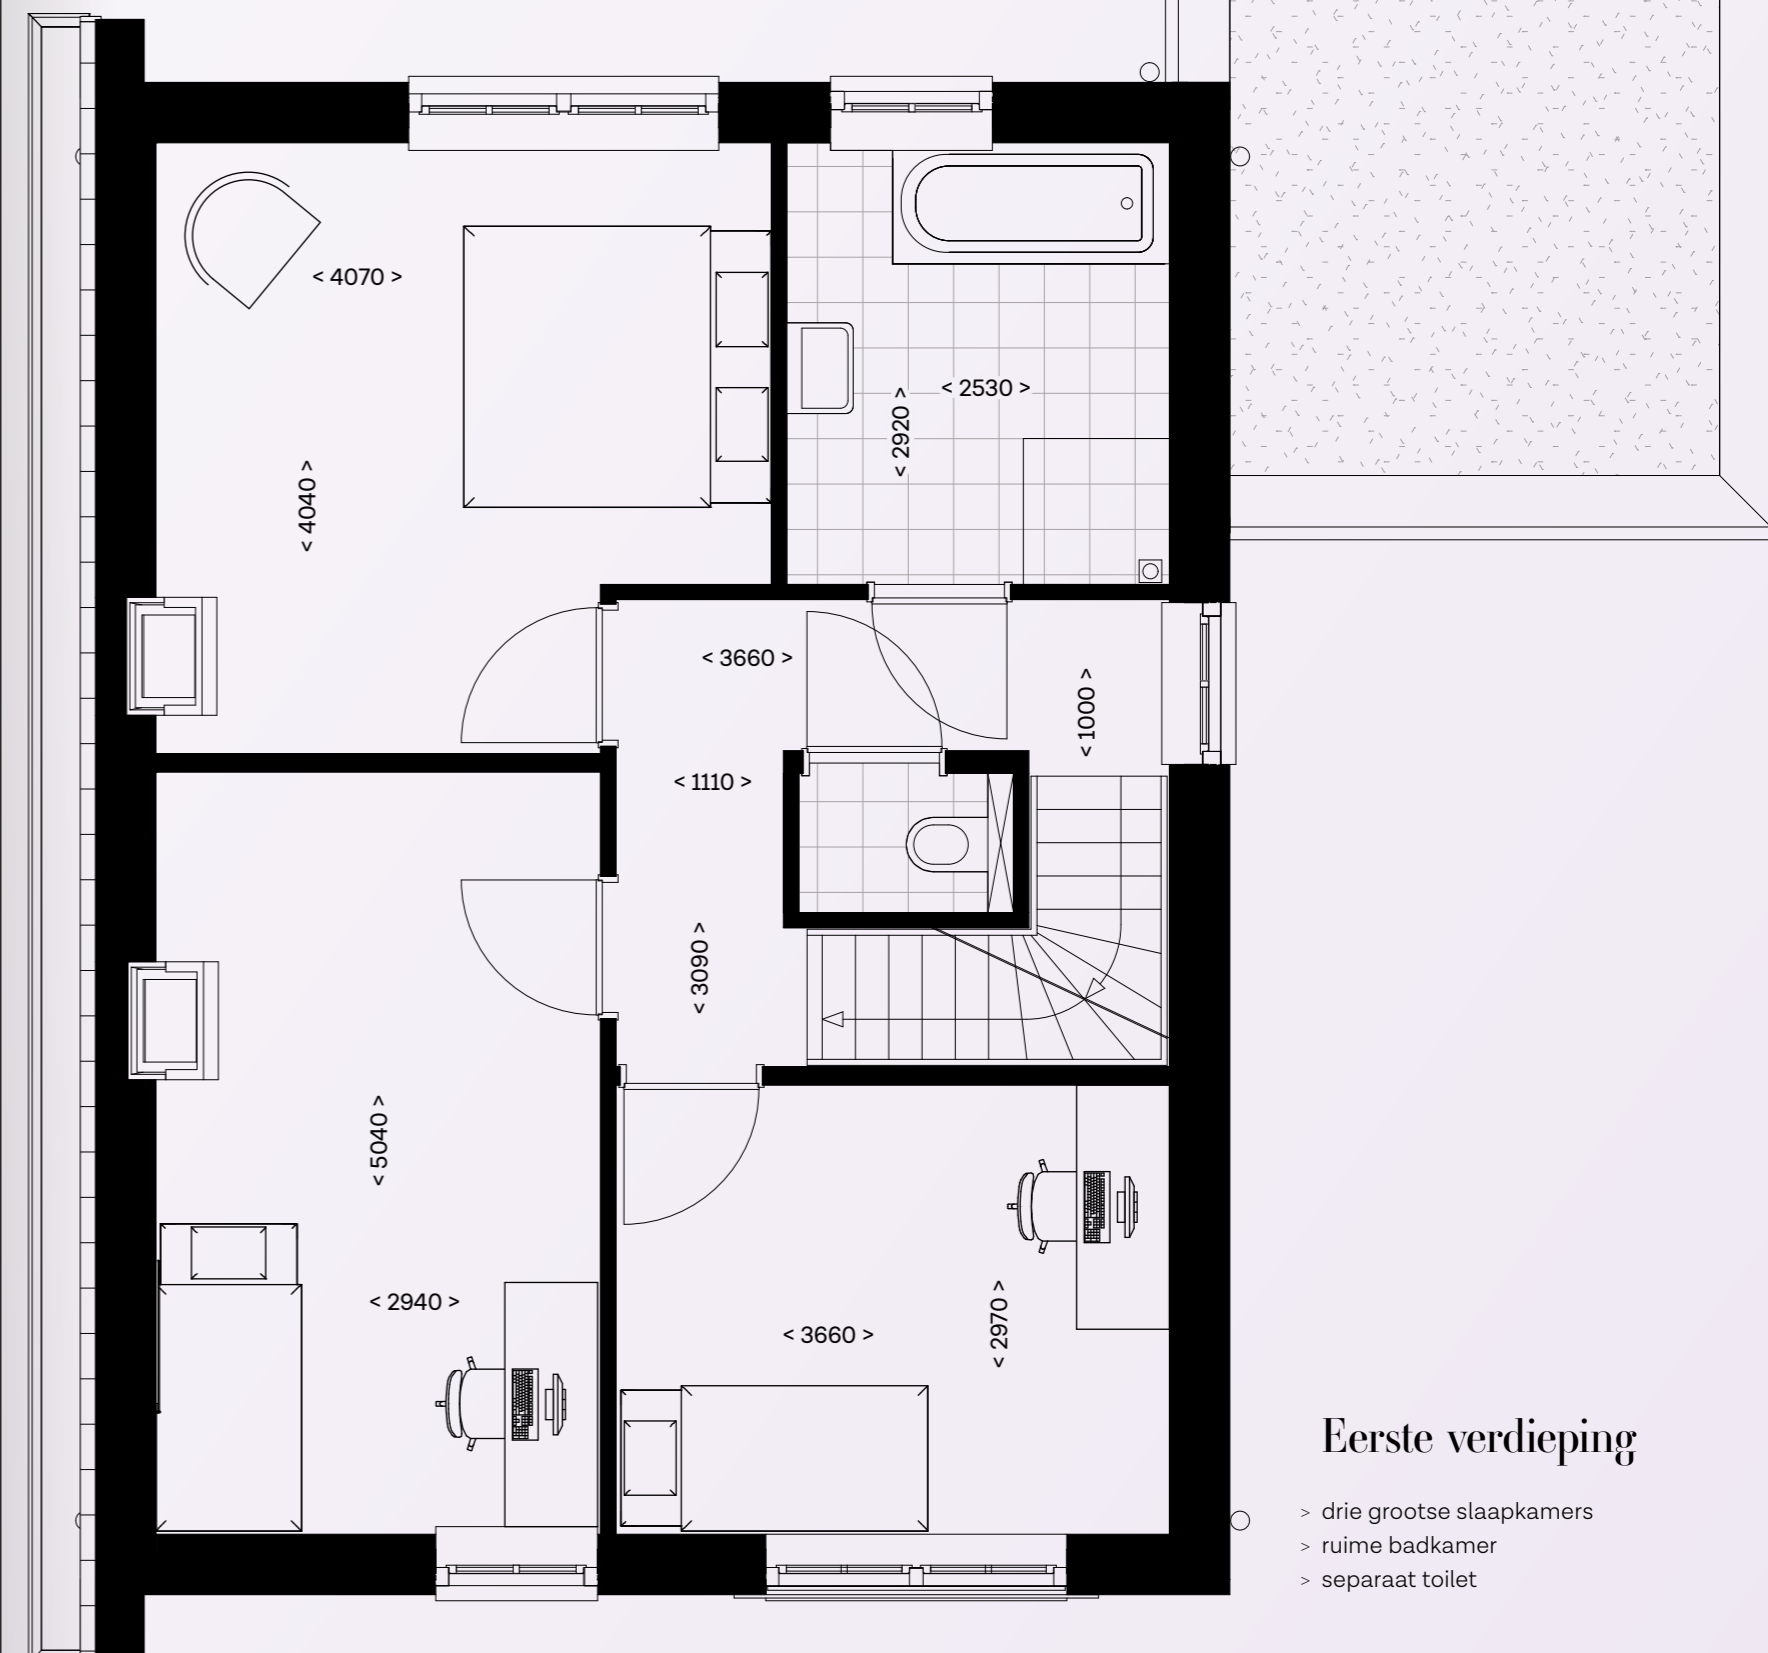 < 4070 >
< 2530 >
< 2920 >
< 4040 >
< 3660 >
< 1000 >
< 1110 >
< 3090 >
< 5040 >
< 2940 >
< 3660 >
< 2970 >
Eerste verdieping
> drie grootse slaapkamers
> ruime badkamer
> separaat toilet